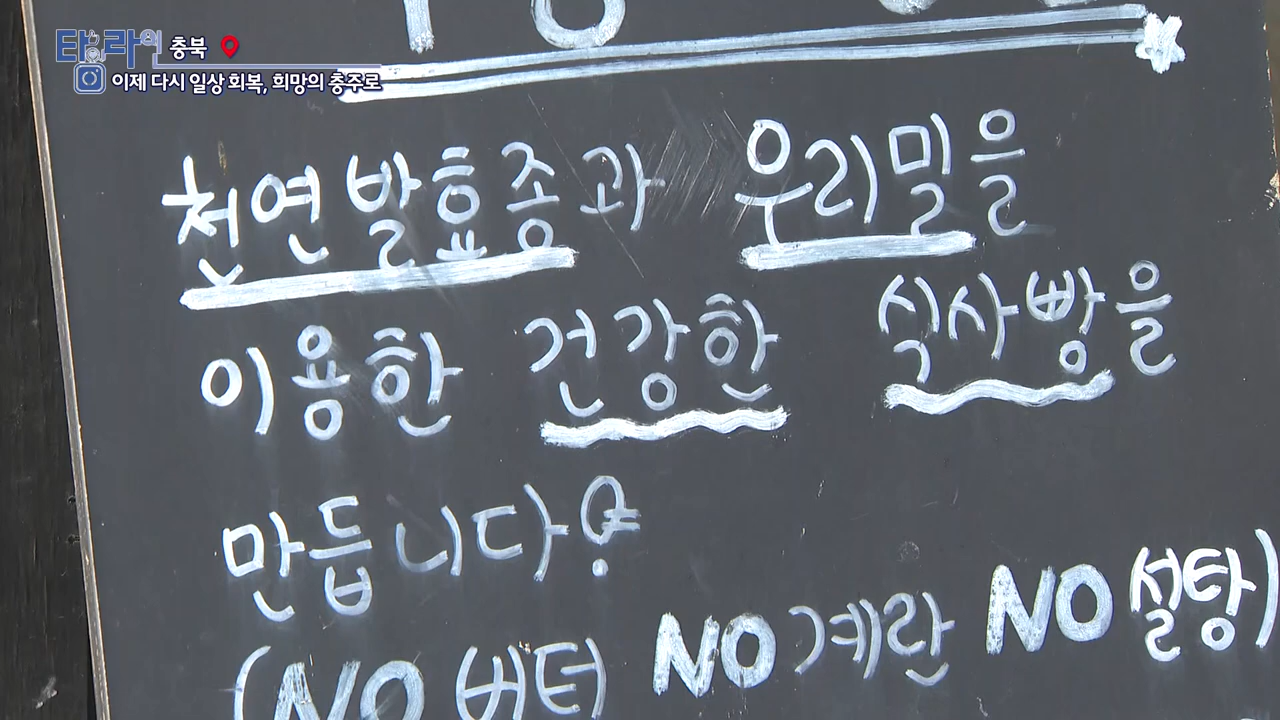 타라의 충북
이제 다시 일상 회복, 희망의 충주로
천연발효종과 우리밀을
이용한 건강한 식사빵을
만듭니다
(NO 버터 NO 계란 NO 설탕)